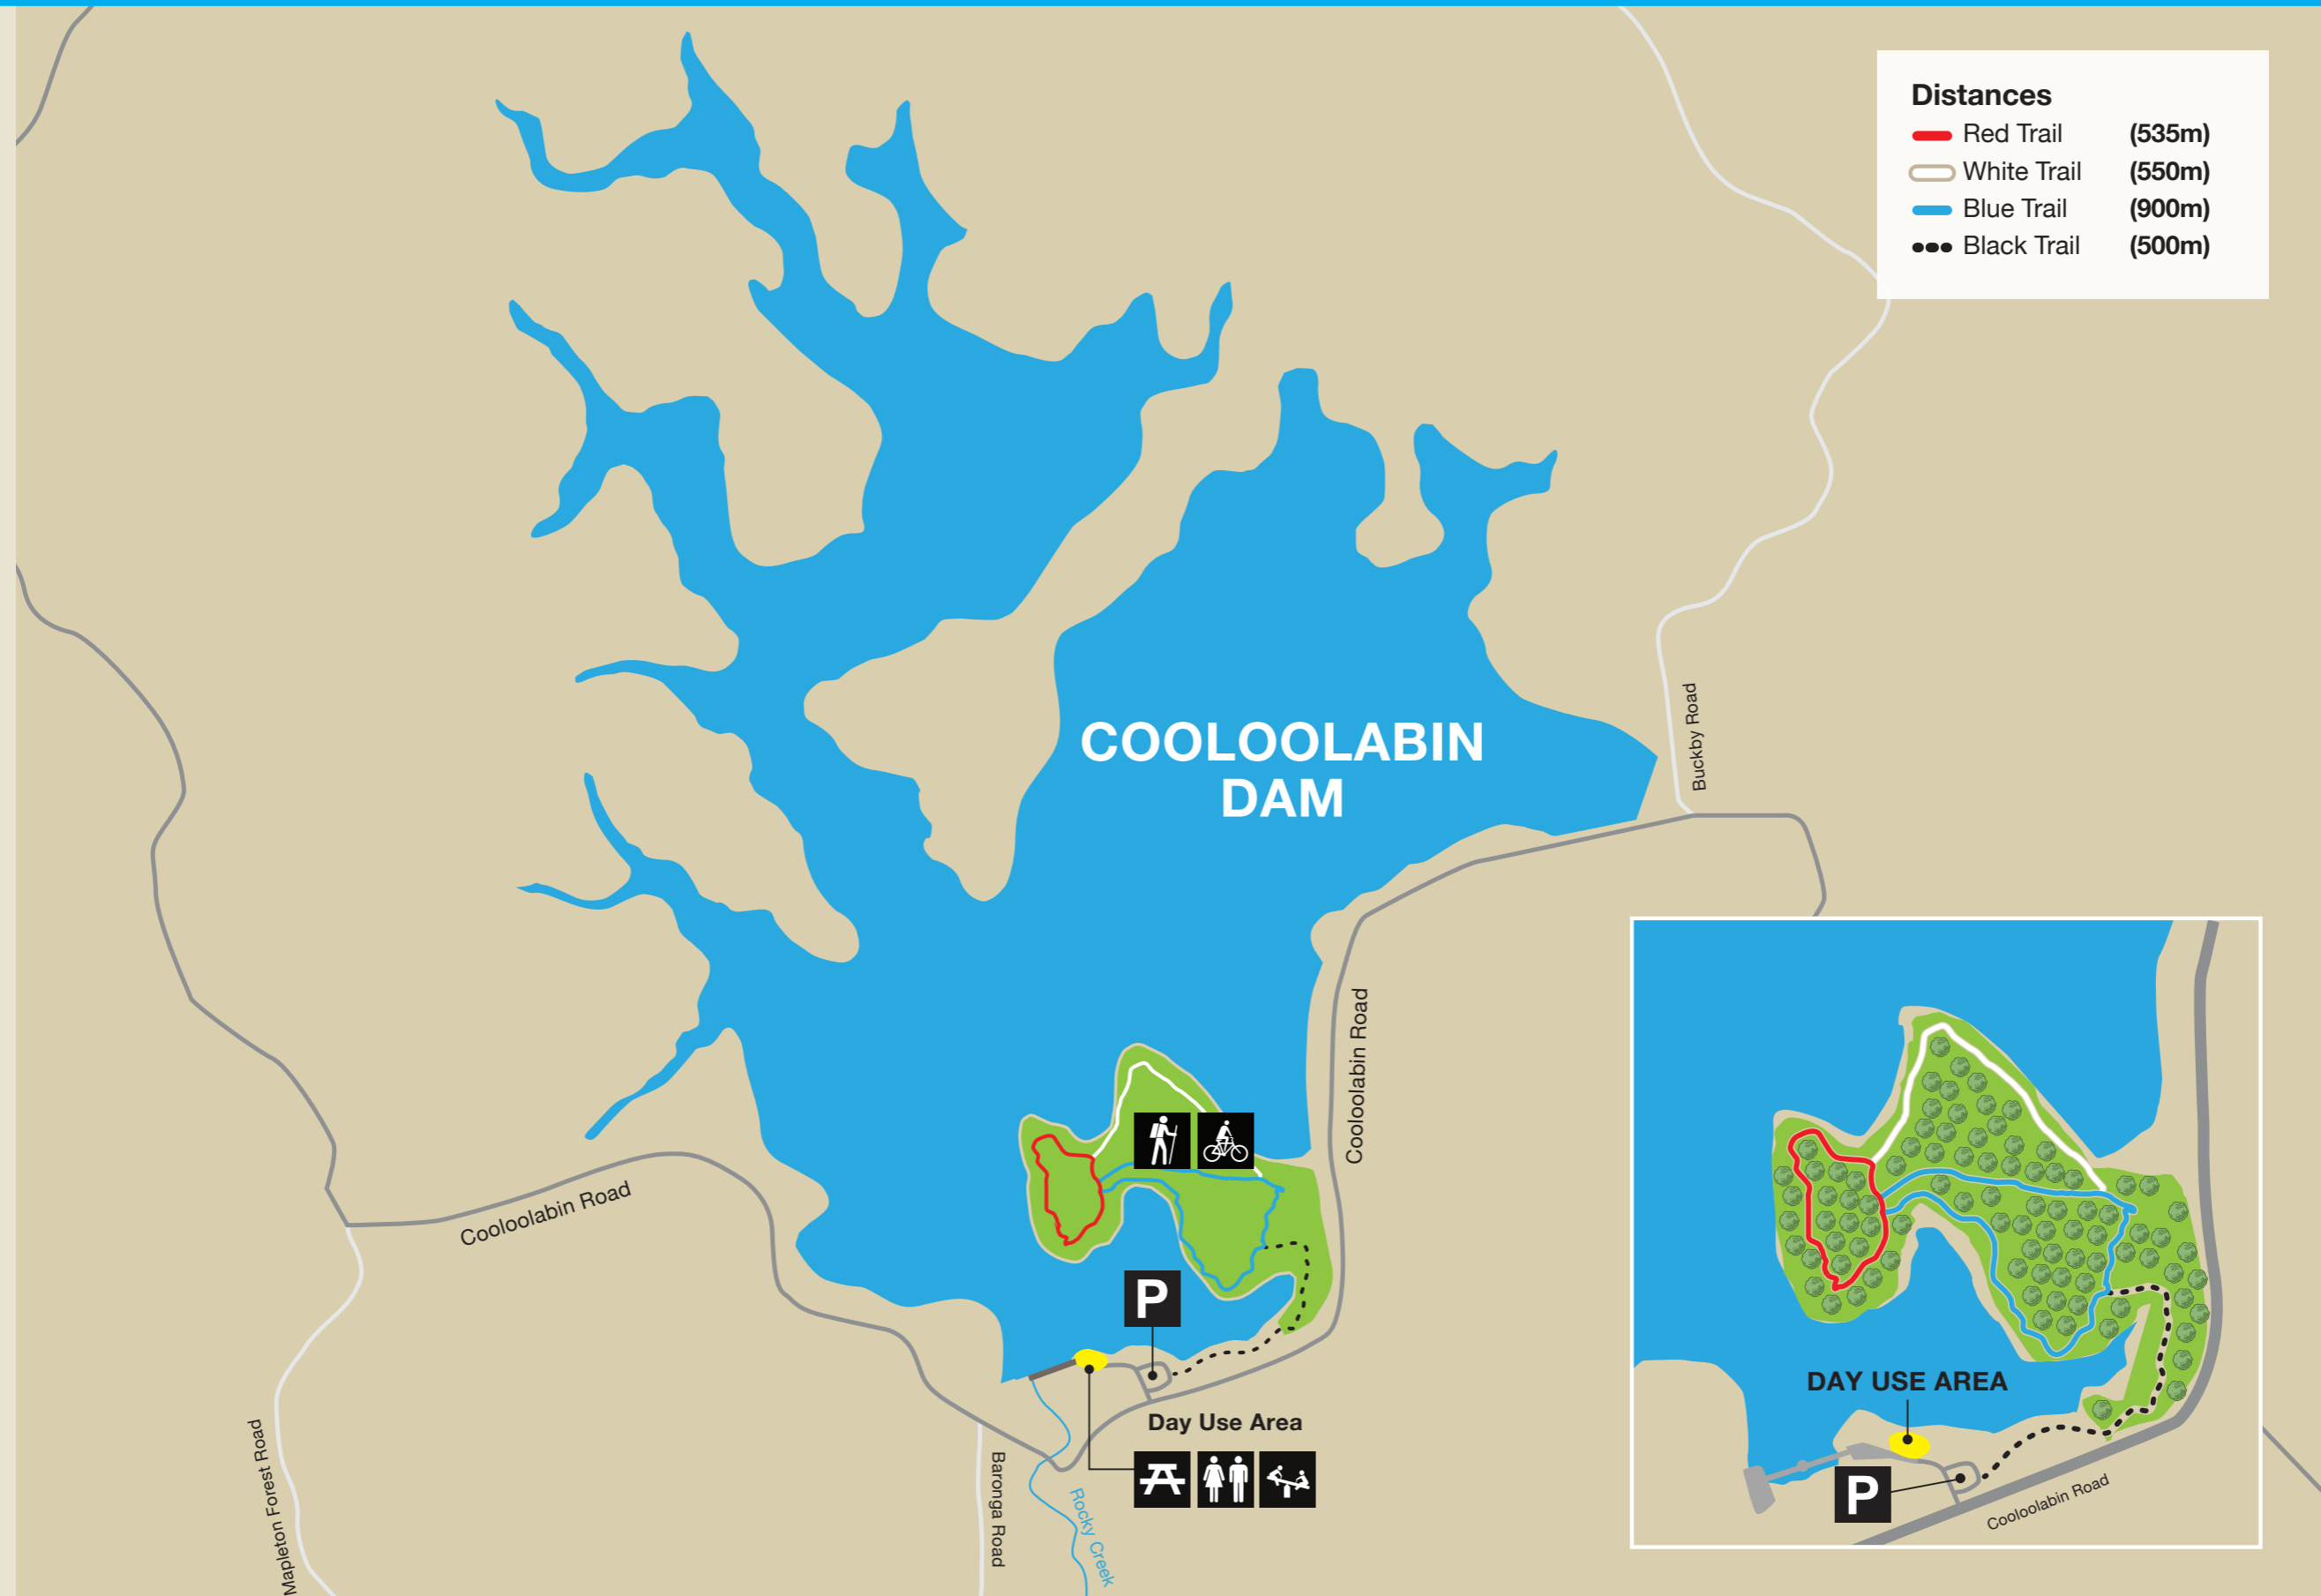 Distances
Red Trail (535m)
White Trail (550m)
Blue Trail (900m)
Black Trail (500m)
COOLOOLABIN
DAM
Buckby Road
Cooloolabin Road
Cooloolabin Road
P
Day Use Area
Mapleton Forest Road
Baronga Road
Rocky Creek
DAY USE AREA
P
Cooloolabin Road